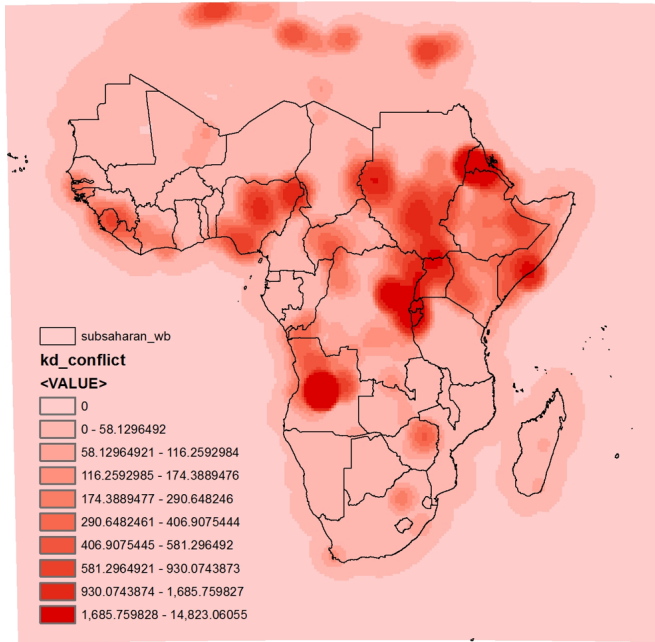 subsaharan_wb
kd_conflict
<VALUE>
0
0 - 58.1296492
58.12964921 - 116.2592984
116.2592985 - 174.3889476
174.3889477 - 290.648246
290.6482461 - 406.9075444
406.9075445 - 581.296492
581.2964921 - 930.0743873
930.0743874 - 1,685.759827
1,685.759828 - 14,823.06055